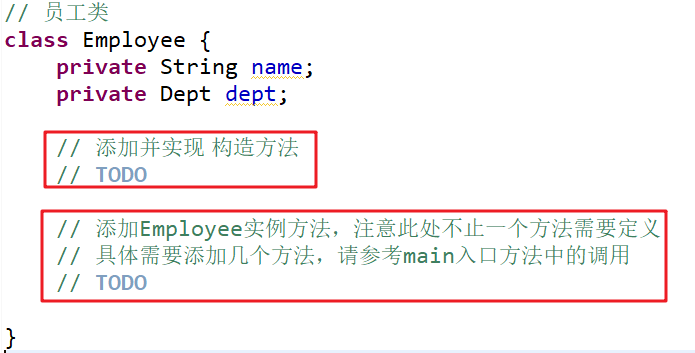 // 员工类
class Employee {
private String name;
private Dept dept;
// 添加并实现 构造方法
// TODO
// 添加Employee实例方法，注意此处不止一个方法需要定义
// 具体需要添加几个方法，请参考main入口方法中的调用
// TODO
}